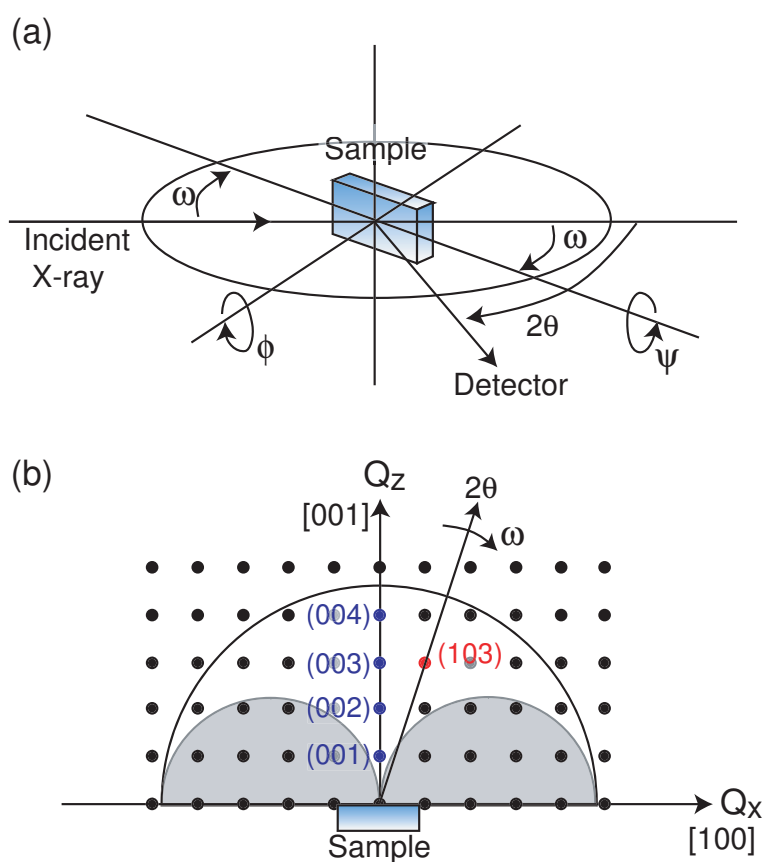 (a)
Sample
ω
Incident
X-ray
ω
2θ
ϕ
Detector
ψ
(b)
Qz
[001]
2θ
ω
(004)
(003)
(103)
(002)
(001)
Qx
[100]
Sample